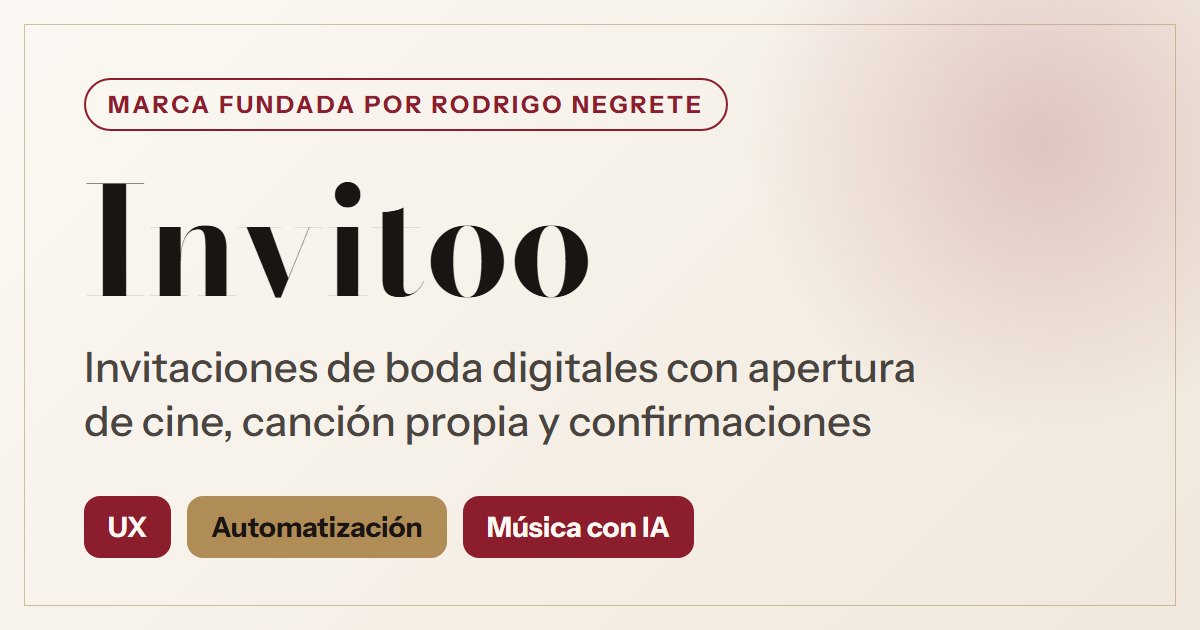 MARCA FUNDADA POR RODRIGO NEGRETE
Invitoo
Invitaciones de boda digitales con apertura
de cine, canción propia y confirmaciones
UX
Automatización
Música con IA